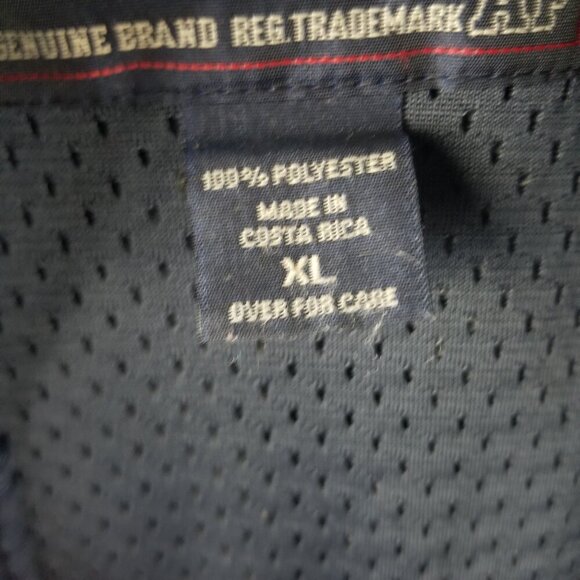 GENUINE BRAND REG. TRADEMARK
100% POLYESTER
MADE IN
COSTA RICA
XL
OVER FOR CARE